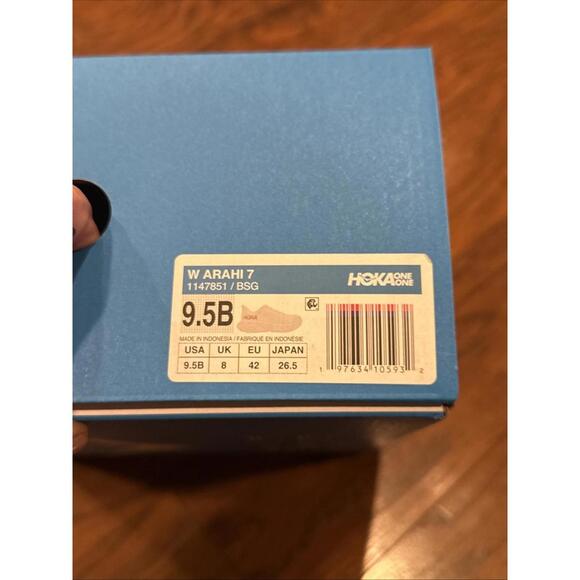 W ARAHI 7
1147851 / BSG
HOKA ONE ONE
9.5B
HOKA
MADE IN INDONESIA / FABRIQUÉ EN INDONÉSIE
USA UK EU JAPAN
9.5B 8 42 26.5
1 97634 10593 2